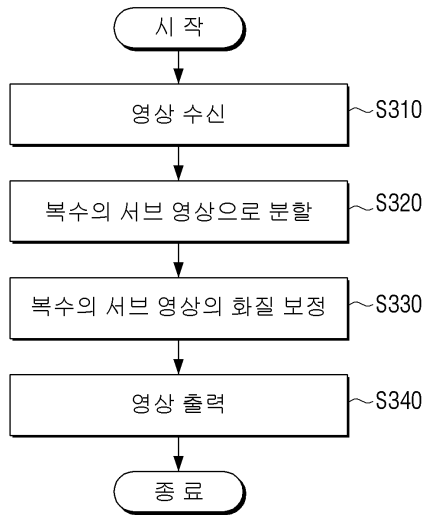 시 작
영상 수신
S310
복수의 서브 영상으로 분할
S320
복수의 서브 영상의 화질 보정
S330
영상 출력
S340
종 료